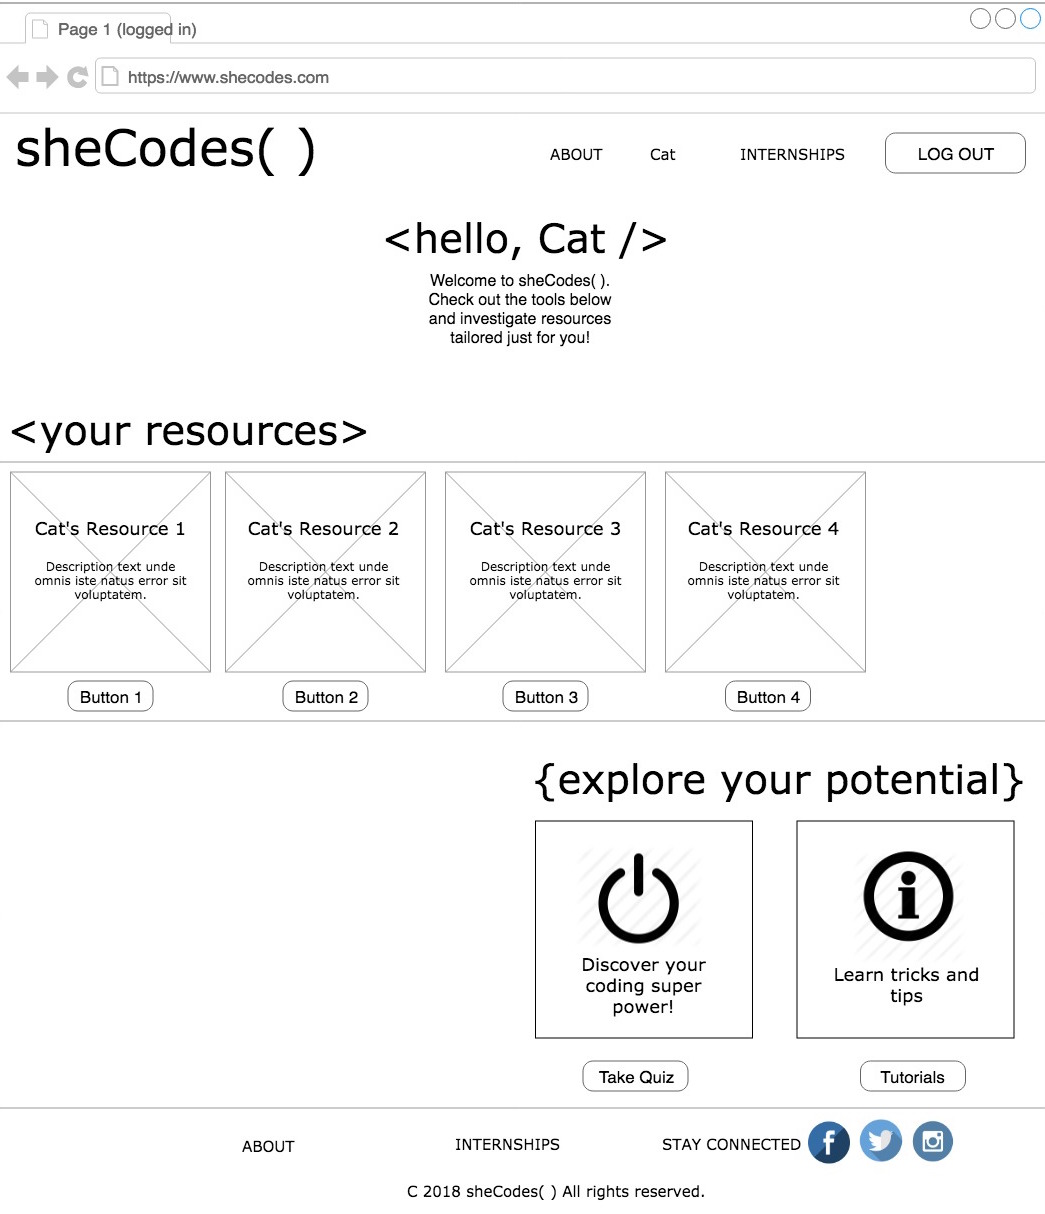 Page 1 (logged in)
https://www.shecodes.com
sheCodes( )
ABOUT
Cat
INTERNSHIPS
LOG OUT
<hello, Cat />
Welcome to sheCodes( ).
Check out the tools below
and investigate resources
tailored just for you!
<your resources>
Cat's Resource 1
Description text unde
omnis iste natus error sit
voluptatem.
Button 1
Cat's Resource 2
Description text unde
omnis iste natus error sit
voluptatem.
Button 2
Cat's Resource 3
Description text unde
omnis iste natus error sit
voluptatem.
Button 3
Cat's Resource 4
Description text unde
omnis iste natus error sit
voluptatem.
Button 4
{explore your potential}
Discover your
coding super
power!
Take Quiz
Learn tricks and
tips
Tutorials
ABOUT
INTERNSHIPS
STAY CONNECTED
C 2018 sheCodes( ) All rights reserved.